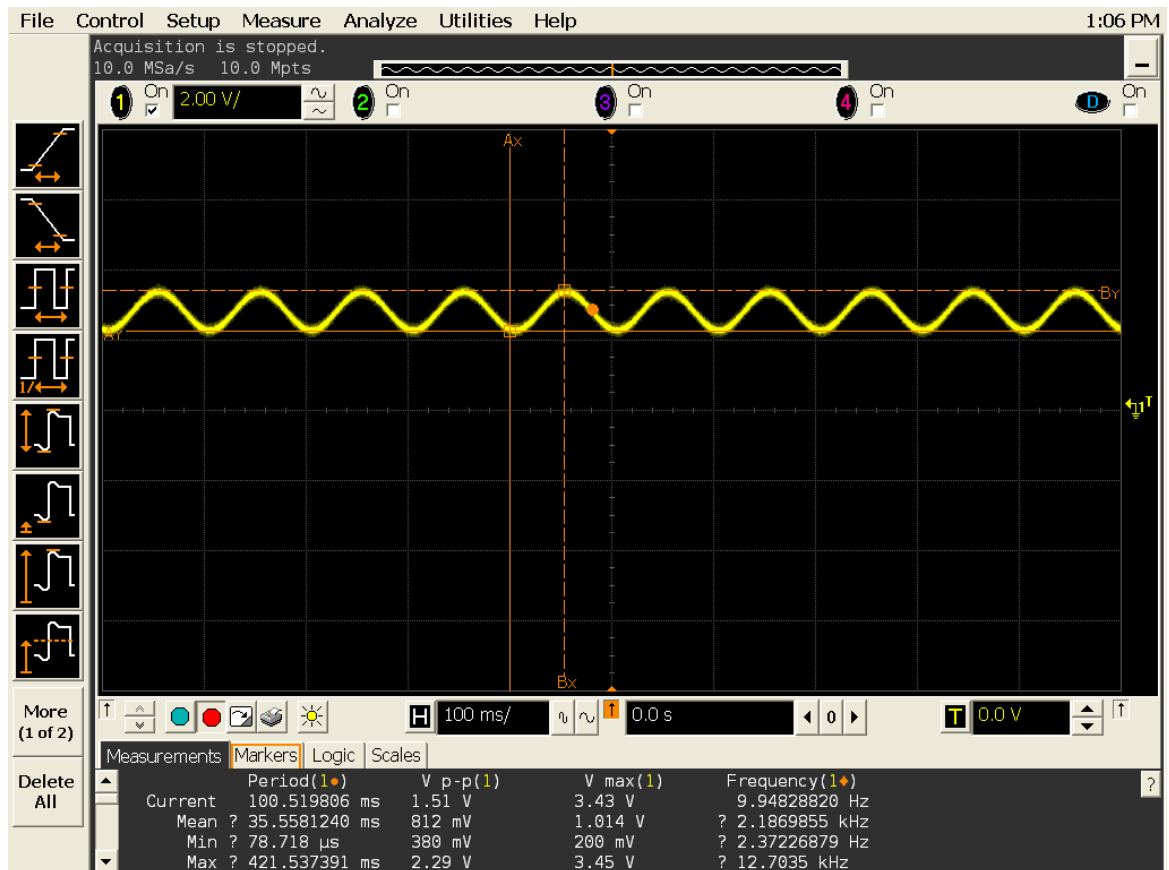 File Control Setup Measure Analyze Utilities Help 1:06 PM
Acquisition is stopped.
10.0 MSa/s 10.0 Mpts
1 On 2.00 V/ 2 On 3 On 4 On D On
Ax
By
Ay
1T
1/
Bx
More
(1 of 2)
Delete
All
H 100 ms/ 0.0 s 0 T 0.0 V
Measurements Markers Logic Scales
Period(1) V p-p(1) V max(1) Frequency(1) ?
Current 100.519806 ms 1.51 V 3.43 V 9.94828820 Hz
Mean ? 35.5581240 ms 812 mV 1.014 V ? 2.1869855 kHz
Min ? 78.718 µs 380 mV 200 mV ? 2.37226879 Hz
Max ? 421.537391 ms 2.29 V 3.45 V ? 12.7035 kHz